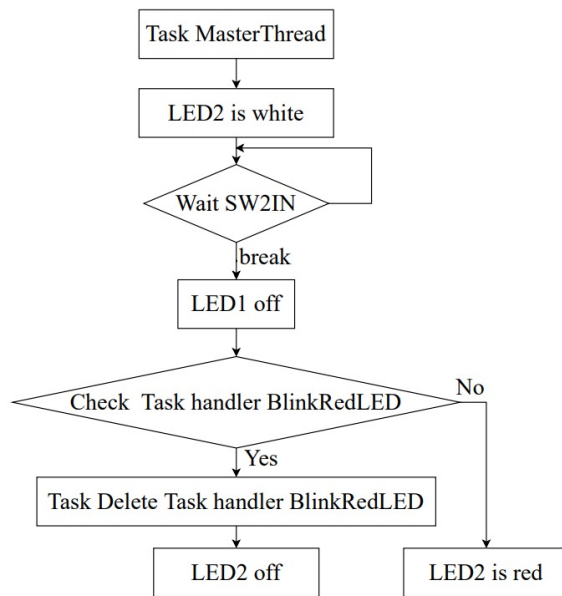 Task MasterThread
LED2 is white
Wait SW2IN
break
LED1 off
Check Task handler BlinkRedLED
No
Yes
Task Delete Task handler BlinkRedLED
LED2 off
LED2 is red